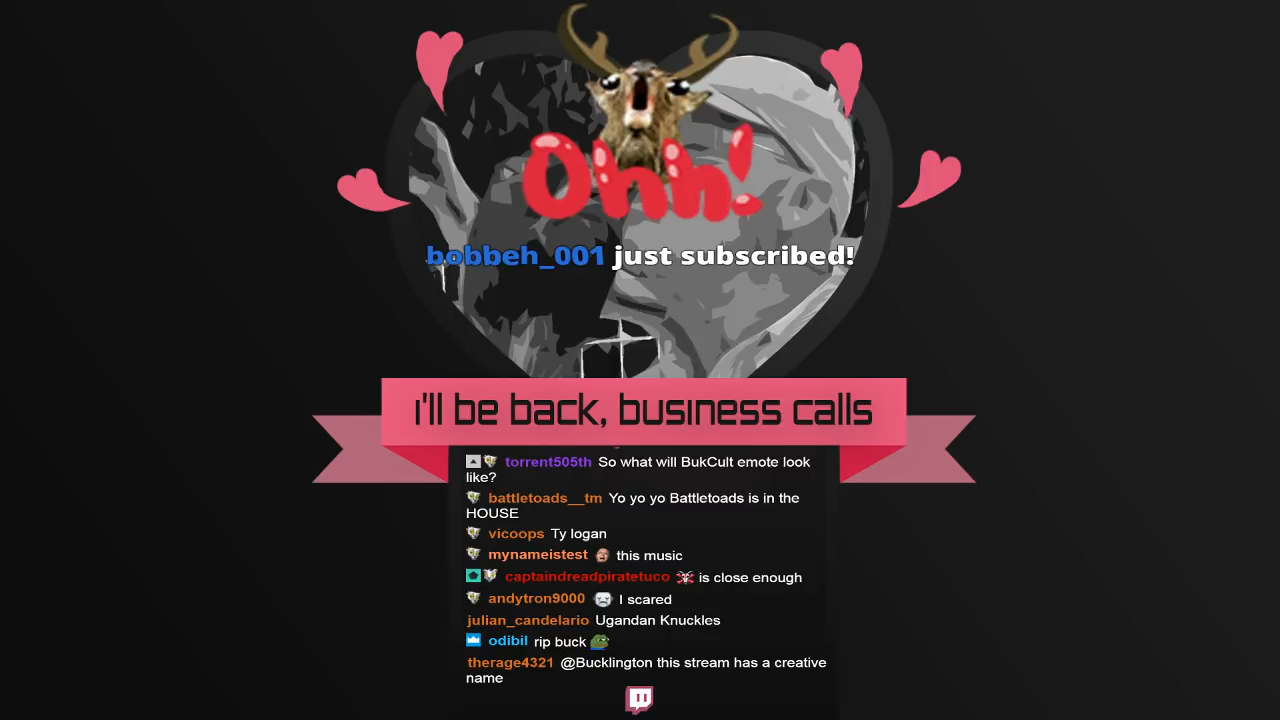 Ohh!
bobbeh_001 just subscribed!
i'll be back, business calls
torrent505th So what will BukCult emote look
like?
battletoads__tm Yo yo yo Battletoads is in the
HOUSE
vicoops Ty logan
mynameistest this music
captaindreadpiratetuco is close enough
andytron9000 I scared
julian_candelario Ugandan Knuckles
odibil rip buck
therage4321 @Bucklington this stream has a creative
name